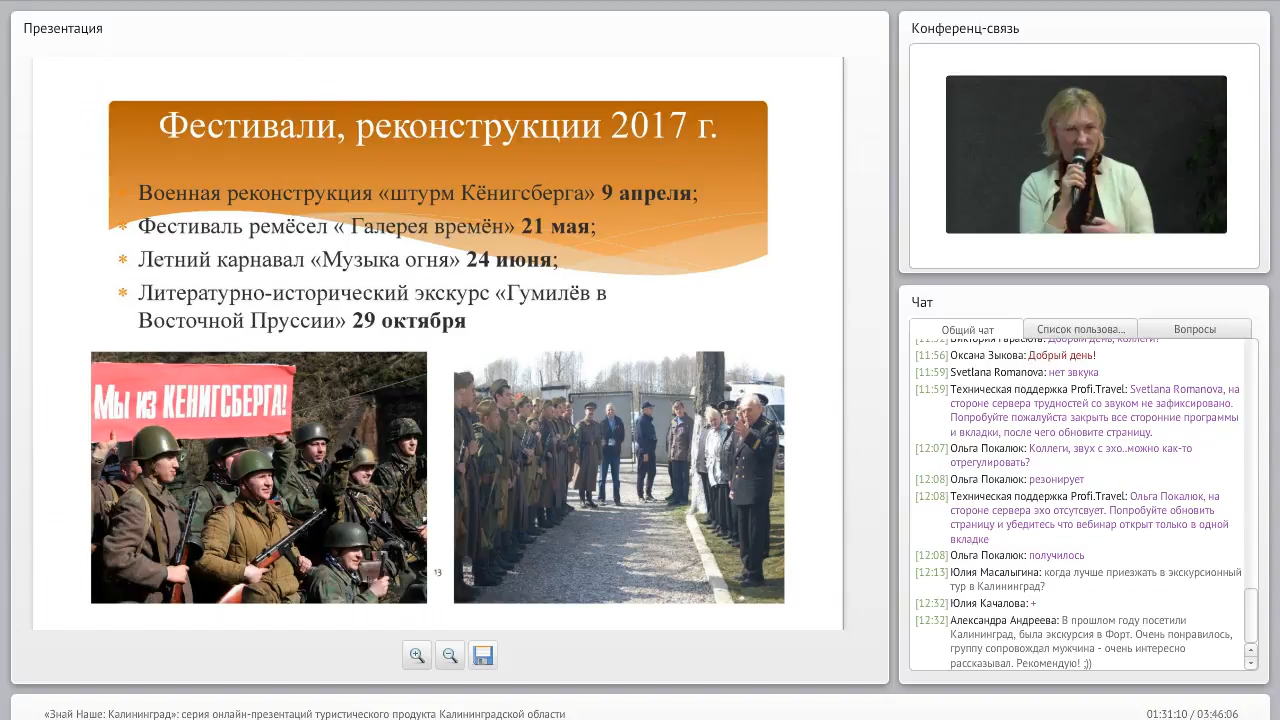 Презентация
Фестивали, реконструкции 2017 г.
Военная реконструкция «штурм Кёнигсберга» 9 апреля;
Фестиваль ремёсел « Галерея времён» 21 мая;
Летний карнавал «Музыка огня» 24 июня;
Литературно-исторический экскурс «Гумилёв в
Восточной Пруссии» 29 октября
МЫ ИЗ КЕНИГСБЕРГА!
13
Конференц-связь
Чат
Общий чат
Список пользова...
Вопросы
[11:56] Оксана Зыкова: Добрый день!
[11:59] Svetlana Romanova: нет звкука
[11:59] Техническая поддержка Profi.Travel: Svetlana Romanova, на
стороне сервера трудностей со звуком не зафиксировано.
Попробуйте пожалуйста закрыть все сторонние программы
и вкладки, после чего обновите страницу.
[12:07] Ольга Покалюк: Коллеги, звук с эхо..можно как-то
отрегулировать?
[12:08] Ольга Покалюк: резонирует
[12:08] Техническая поддержка Profi.Travel: Ольга Покалюк, на
стороне сервера эхо отсутсвует. Попробуйте обновить
страницу и убедитесь что вебинар открыт только в одной
вкладке
[12:08] Ольга Покалюк: получилось
[12:13] Юлия Масалыгина: когда лучше приезжать в экскурсионный
тур в Калининград?
[12:32] Юлия Качалова: +
[12:32] Александра Андреева: В прошлом году посетили
Калининград, была экскурсия в Форт. Очень понравилось,
группу сопровождал мужчина - очень интересно
рассказывал. Рекомендую! ;))
«Знай Наше: Калининград»: серия онлайн-презентаций туристического продукта Калининградской области
01:31:10 / 03:46:06